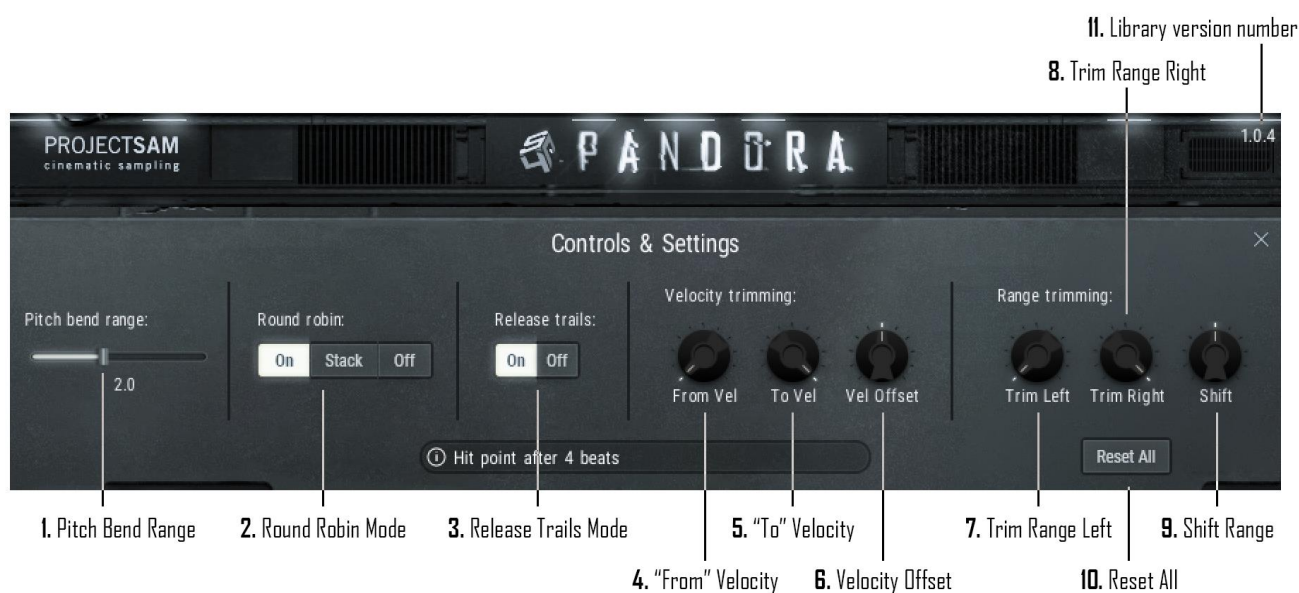 11. Library version number
8. Trim Range Right
PROJECTSAM
cinematic sampling
PANDORA
1.0.4
Controls & Settings
Pitch bend range:
2.0
Round robin:
On Stack Off
Release trails:
On Off
Velocity trimming:
From Vel To Vel Vel Offset
Range trimming:
Trim Left Trim Right Shift
Hit point after 4 beats
Reset All
1. Pitch Bend Range
2. Round Robin Mode
3. Release Trails Mode
5. “To” Velocity
7. Trim Range Left
9. Shift Range
4. “From” Velocity
6. Velocity Offset
10. Reset All